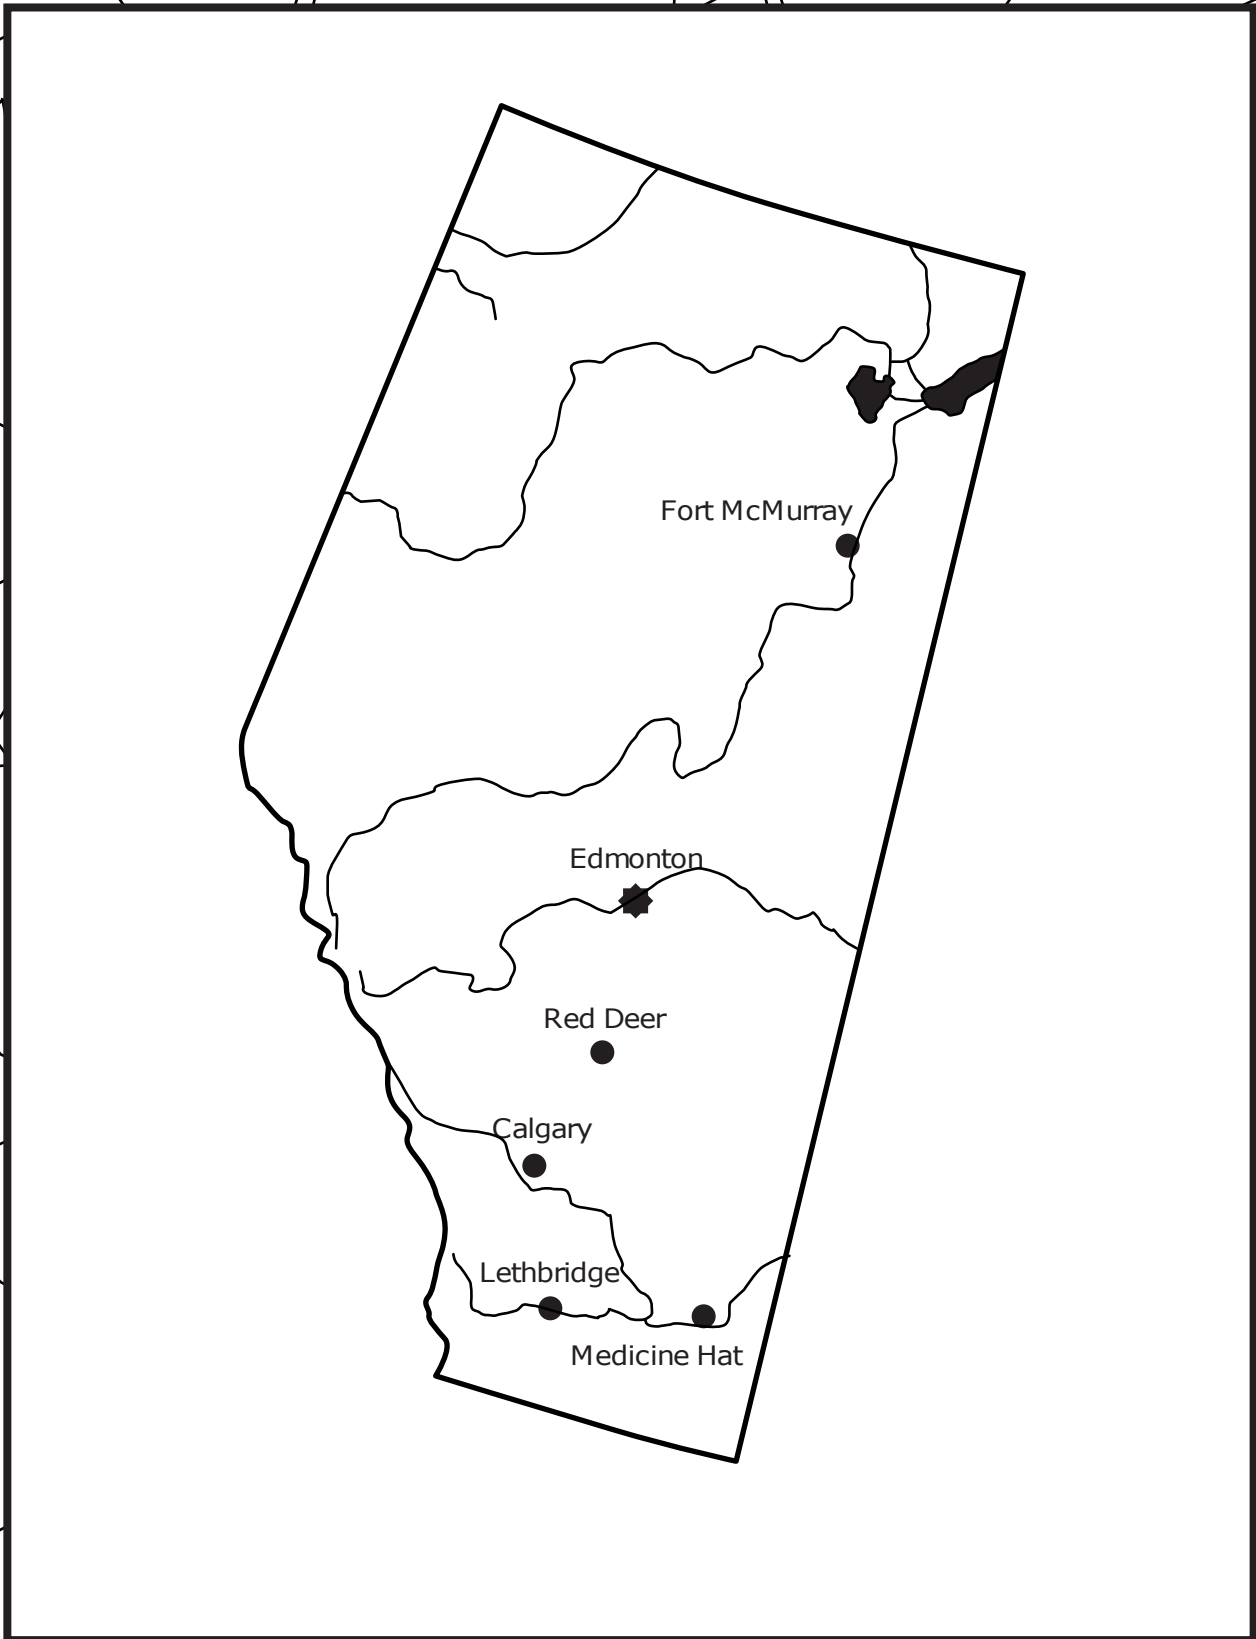 Fort McMurray
Edmonton
Red Deer
Calgary
Lethbridge
Medicine Hat